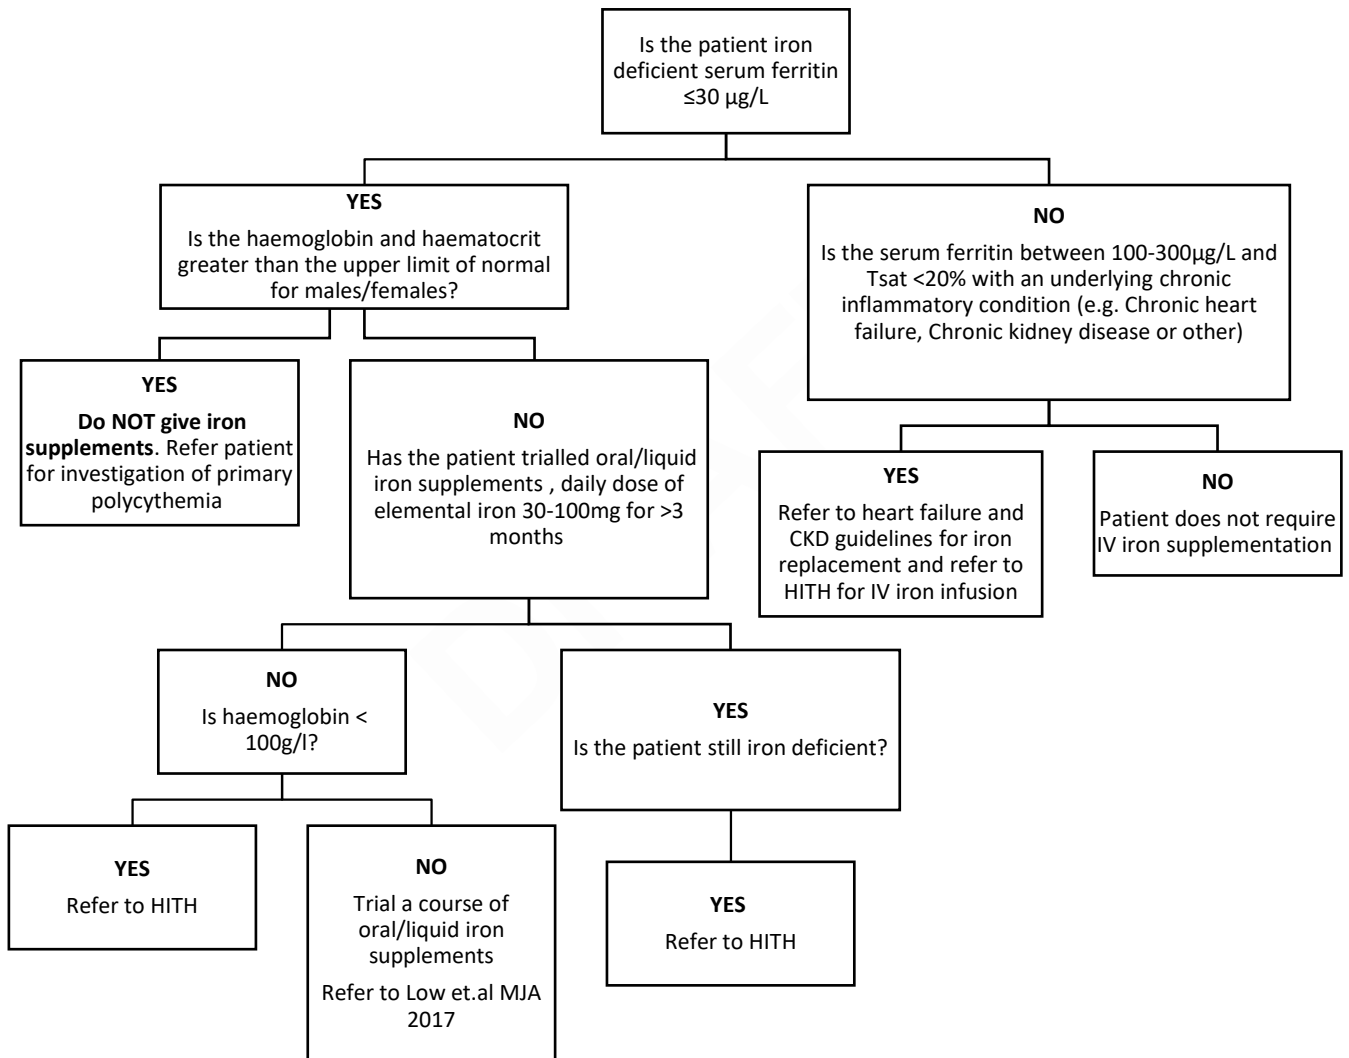 Is the patient iron
deficient serum ferritin
≤30 µg/L
YES
Is the haemoglobin and haematocrit
greater than the upper limit of normal
for males/females?
NO
Is the serum ferritin between 100-300µg/L and
Tsat <20% with an underlying chronic
inflammatory condition (e.g. Chronic heart
failure, Chronic kidney disease or other)
YES
Do NOT give iron
supplements. Refer patient
for investigation of primary
polycythemia
NO
Has the patient trialled oral/liquid
iron supplements , daily dose of
elemental iron 30-100mg for >3
months
YES
Refer to heart failure and
CKD guidelines for iron
replacement and refer to
HITH for IV iron infusion
NO
Patient does not require
IV iron supplementation
NO
Is haemoglobin <
100g/l?
YES
Is the patient still iron deficient?
YES
Refer to HITH
NO
Trial a course of
oral/liquid iron
supplements
Refer to Low et.al MJA
2017
YES
Refer to HITH